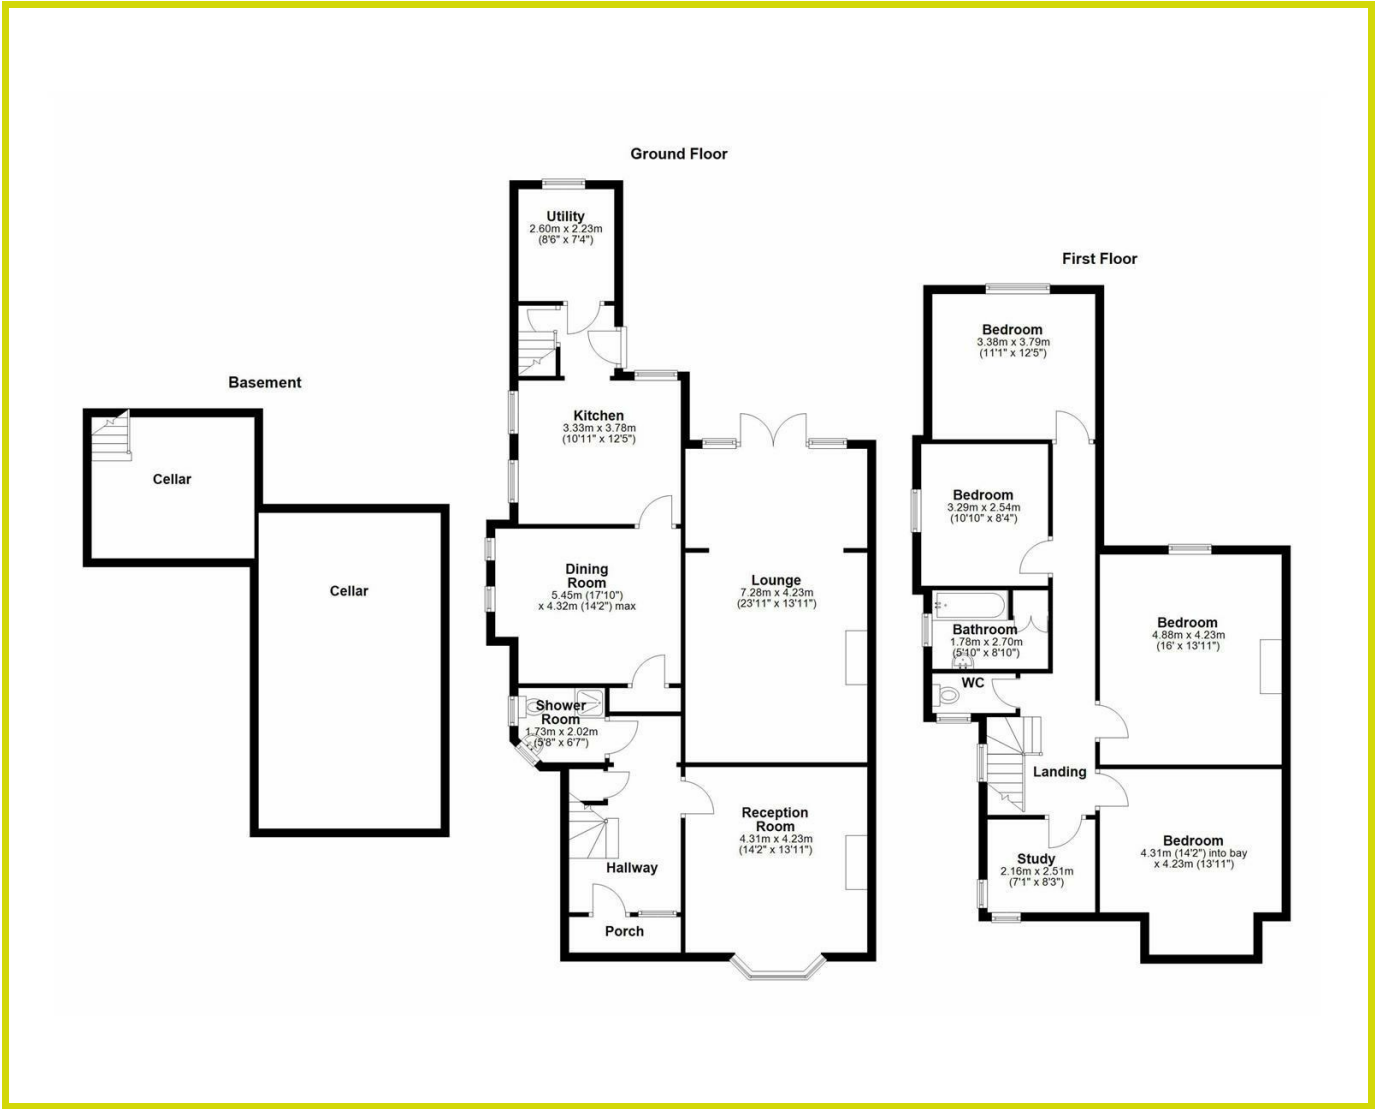 Ground Floor
Utility
2.60m x 2.23m
(8'6" x 7'4")
Kitchen
3.33m x 3.78m
(10'11" x 12'5")
Dining
Room
5.45m (17'10")
x 4.32m (14'2") max
Lounge
7.28m x 4.23m
(23'11" x 13'11")
Shower
Room
1.73m x 2.02m
(5'8" x 6'7")
Reception
Room
4.31m x 4.23m
(14'2" x 13'11")
Hallway
Porch
Basement
Cellar
Cellar
First Floor
Bedroom
3.38m x 3.79m
(11'1" x 12'5")
Bedroom
3.29m x 2.54m
(10'10" x 8'4")
Bathroom
1.78m x 2.70m
(5'10" x 8'10")
WC
Bedroom
4.88m x 4.23m
(16' x 13'11")
Landing
Study
2.16m x 2.51m
(7'1" x 8'3")
Bedroom
4.31m (14'2") into bay
x 4.23m (13'11")